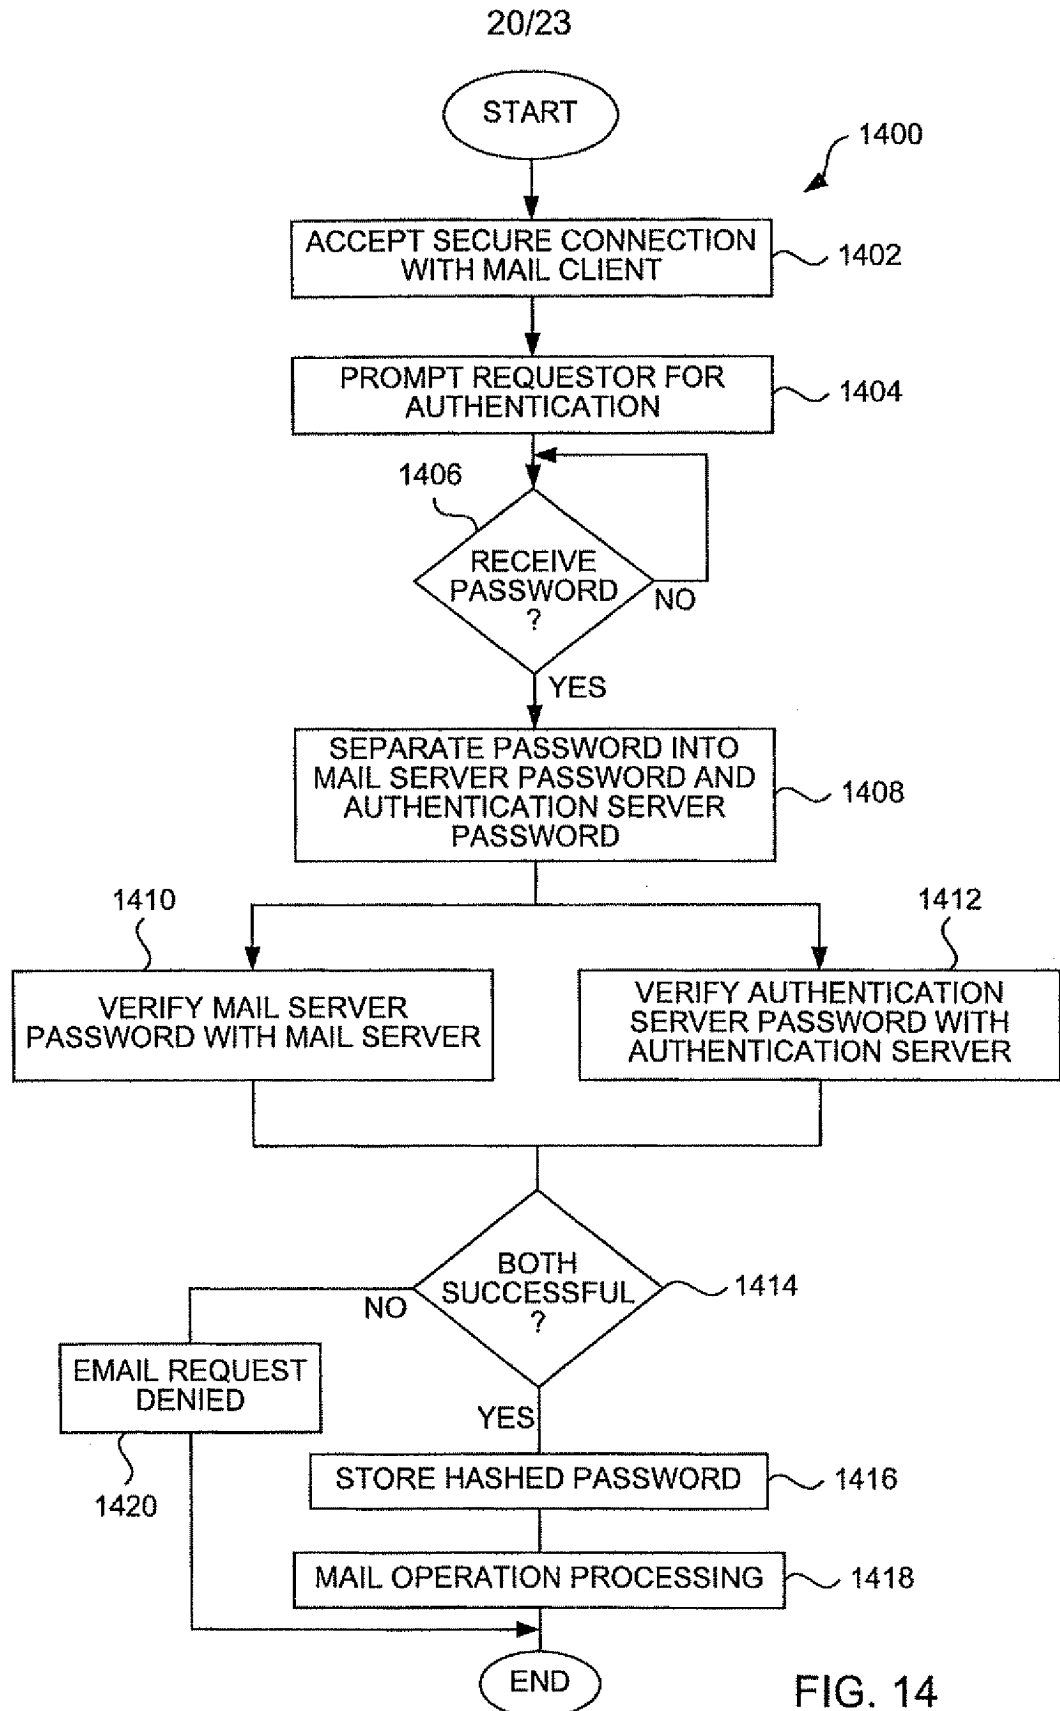 20/23
START
1400
ACCEPT SECURE CONNECTION
WITH MAIL CLIENT
1402
PROMPT REQUESTOR FOR
AUTHENTICATION
1404
1406
RECEIVE
PASSWORD
?
NO
YES
SEPARATE PASSWORD INTO
MAIL SERVER PASSWORD AND
AUTHENTICATION SERVER
PASSWORD
1408
1410
1412
VERIFY MAIL SERVER
PASSWORD WITH MAIL SERVER
VERIFY AUTHENTICATION
SERVER PASSWORD WITH
AUTHENTICATION SERVER
BOTH
SUCCESSFUL
?
1414
NO
EMAIL REQUEST
DENIED
1420
YES
STORE HASHED PASSWORD
1416
MAIL OPERATION PROCESSING
1418
END
FIG. 14